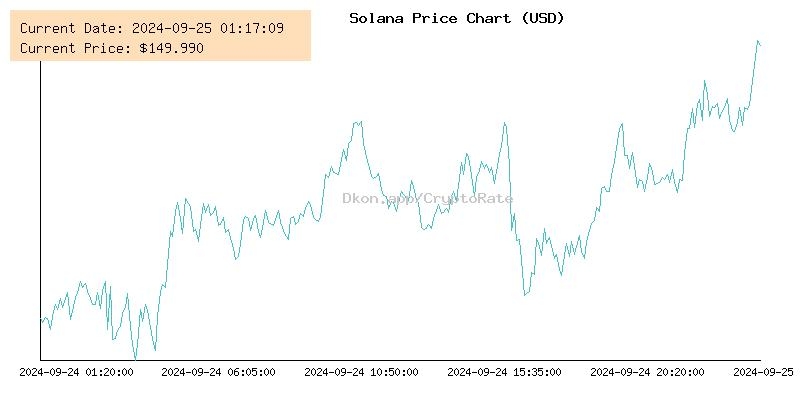 Solana Price Chart (USD)
Current Date: 2024-09-25 01:17:09
Current Price: $149.990
Dkon.app/CryptoRate
2024-09-24 01:20:00
2024-09-24 06:05:00
2024-09-24 10:50:00
2024-09-24 15:35:00
2024-09-24 20:20:00
2024-09-25